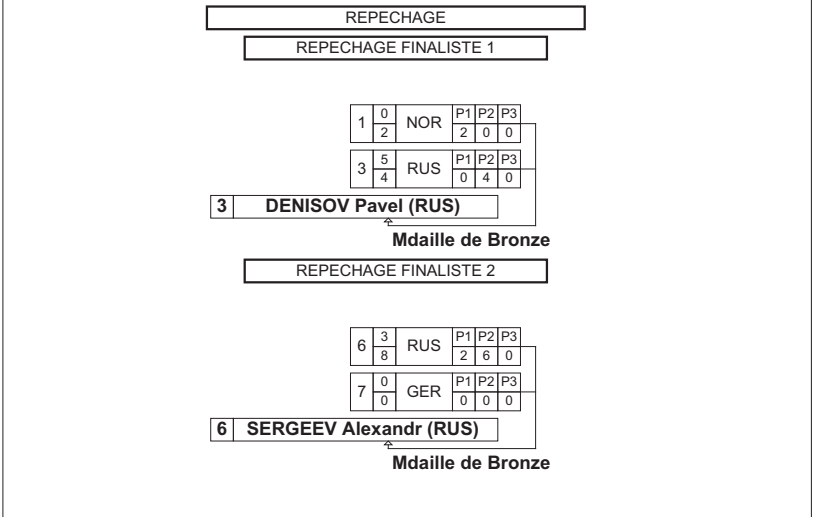 REPECHAGE
REPECHAGE FINALISTE 1
1 0 NOR P1 P2 P3
2 2 0 0
3 5 RUS P1 P2 P3
4 0 4 0
3 DENISOV Pavel (RUS)
Mdaille de Bronze
REPECHAGE FINALISTE 2
6 3 RUS P1 P2 P3
8 2 6 0
7 0 GER P1 P2 P3
0 0 0 0
6 SERGEEV Alexandr (RUS)
Mdaille de Bronze